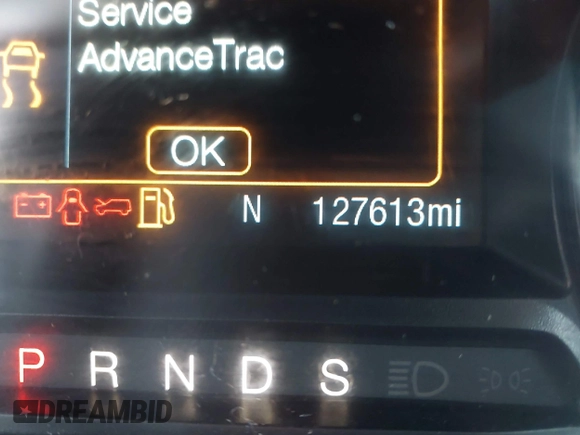 Service
AdvanceTrac
OK
N 127613mi
P R N D S
DREAMBID